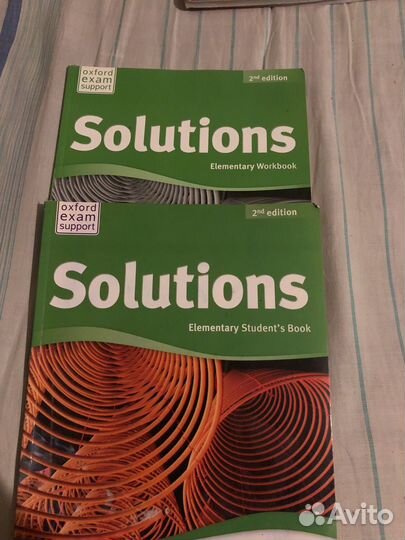 oxford
exam
support
2nd edition
Solutions
Elementary Workbook
oxford
exam
support
2nd edition
Solutions
Elementary Student's Book
Avito